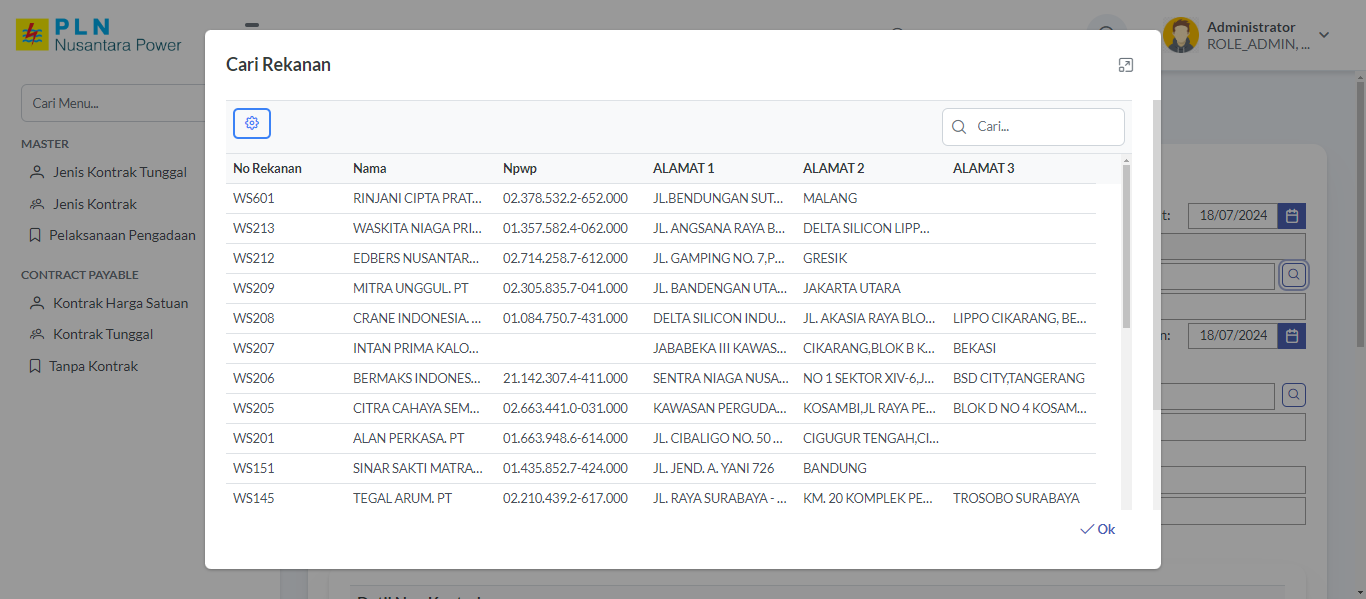 PLN
Nusantara Power
Administrator
ROLE_ADMIN, ...
Cari Menu...
MASTER
Jenis Kontrak Tunggal
Jenis Kontrak
Pelaksanaan Pengadaan
CONTRACT PAYABLE
Kontrak Harga Satuan
Kontrak Tunggal
Tanpa Kontrak
Cari Rekanan
Cari...
No Rekanan Nama Npwp ALAMAT 1 ALAMAT 2 ALAMAT 3
WS601 RINJANI CIPTA PRAT... 02.378.532.2-652.000 JL.BENDUNGAN SUT... MALANG
WS213 WASKITA NIAGA PRI... 01.357.582.4-062.000 JL. ANGSANA RAYA B... DELTA SILICON LIPP...
WS212 EDBERS NUSANTAR... 02.714.258.7-612.000 JL. GAMPING NO. 7,P... GRESIK
WS209 MITRA UNGGUL. PT 02.305.835.7-041.000 JL. BANDENGAN UTA... JAKARTA UTARA
WS208 CRANE INDONESIA. ... 01.084.750.7-431.000 DELTA SILICON INDU... JL. AKASIA RAYA BLO... LIPPO CIKARANG, BE...
WS207 INTAN PRIMA KALO... JABABEKA III KAWAS... CIKARANG,BLOK B K... BEKASI
WS206 BERMAKS INDONES... 21.142.307.4-411.000 SENTRA NIAGA NUSA... NO 1 SEKTOR XIV-6,J... BSD CITY,TANGERANG
WS205 CITRA CAHAYA SEM... 02.663.441.0-031.000 KAWASAN PERGUDA... KOSAMBI,JL RAYA PE... BLOK D NO 4 KOSAM...
WS201 ALAN PERKASA. PT 01.663.948.6-614.000 JL. CIBALIGO NO. 50 ... CIGUGUR TENGAH,CI...
WS151 SINAR SAKTI MATRA... 01.435.852.7-424.000 JL. JEND. A. YANI 726 BANDUNG
WS145 TEGAL ARUM. PT 02.210.439.2-617.000 JL. RAYA SURABAYA - ... KM. 20 KOMPLEK PE... TROSOBO SURABAYA
Ok
t: 18/07/2024
n: 18/07/2024